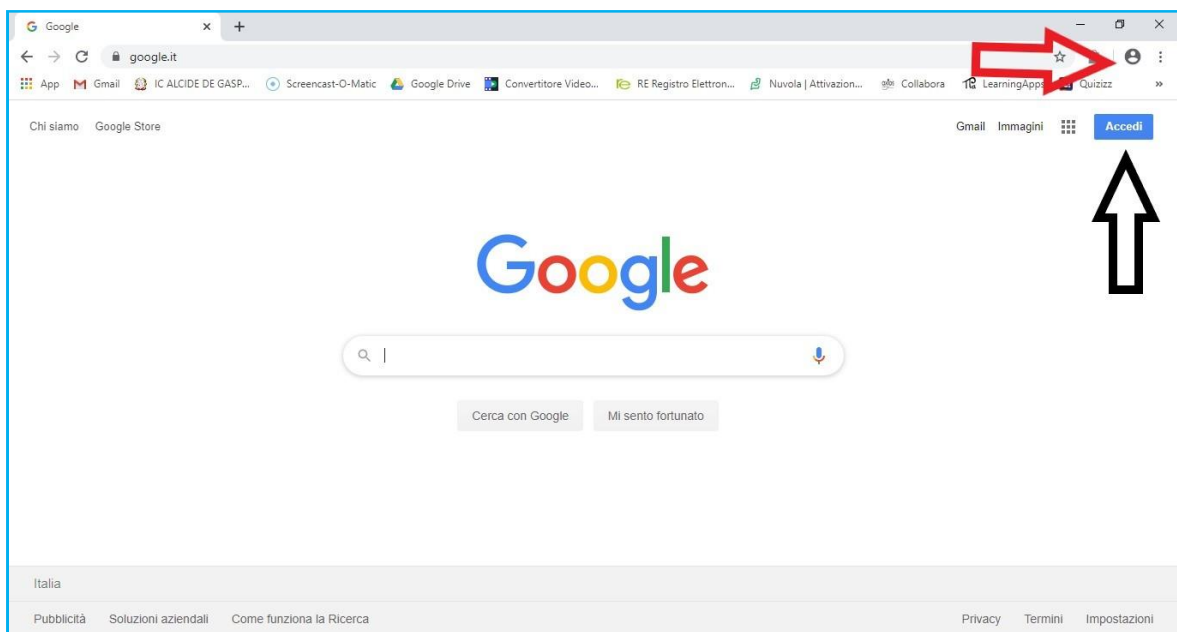 Google
google.it
App Gmail IC ALCIDE DE GASP... Screencast-O-Matic Google Drive Convertitore Video... RE Registro Elettron... Nuvola | Attivazion... Collabora LearningApps Quizizz »
Chi siamo Google Store Gmail Immagini Accedi
Google
Cerca con Google Mi sento fortunato
Italia
Pubblicità Soluzioni aziendali Come funziona la Ricerca Privacy Termini Impostazioni